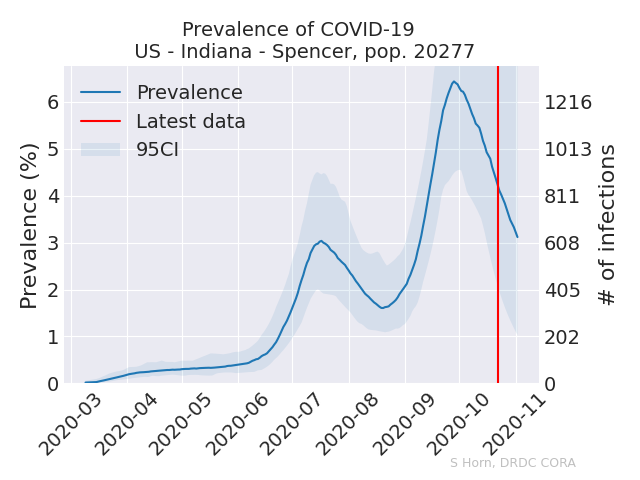 Prevalence of COVID-19
US - Indiana - Spencer, pop. 20277
Prevalence
Latest data
95CI
Prevalence (%)
6
5
4
3
2
1
0
1216
1013
811
608
405
202
0
# of infections
2020-03
2020-04
2020-05
2020-06
2020-07
2020-08
2020-09
2020-10
2020-11
S Horn, DRDC CORA